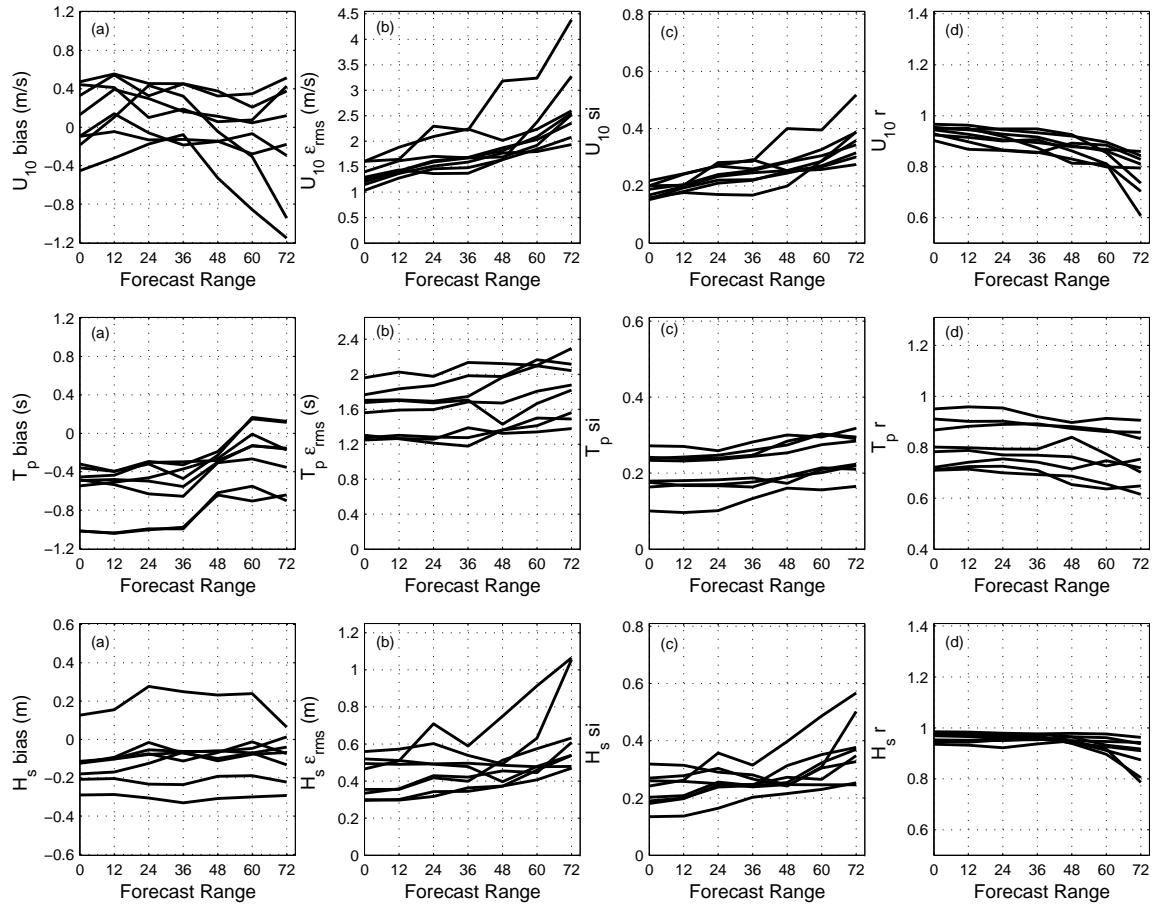 (a)
U10 bias (m/s)
1.2
0.8
0.4
0
−0.4
−0.8
−1.2
0 12 24 36 48 60 72
Forecast Range
(b)
U10 εrms (m/s)
4.5
4
3.5
3
2.5
2
1.5
1
0.5
0
0 12 24 36 48 60 72
Forecast Range
(c)
U10 si
0.8
0.6
0.4
0.2
0
0 12 24 36 48 60 72
Forecast Range
(d)
U10 r
1.4
1.2
1
0.8
0.6
0 12 24 36 48 60 72
Forecast Range
(a)
Tp bias (s)
1.2
0.8
0.4
0
−0.4
−0.8
−1.2
0 12 24 36 48 60 72
Forecast Range
(b)
Tp εrms (s)
2.4
2
1.6
1.2
0.8
0.4
0
0 12 24 36 48 60 72
Forecast Range
(c)
Tp si
0.6
0.4
0.2
0
0 12 24 36 48 60 72
Forecast Range
(d)
Tp r
1.2
1
0.8
0.6
0.4
0 12 24 36 48 60 72
Forecast Range
(a)
Hs bias (m)
0.6
0.4
0.2
0
−0.2
−0.4
−0.6
0 12 24 36 48 60 72
Forecast Range
(b)
Hs εrms (m)
1.2
1
0.8
0.6
0.4
0.2
0
0 12 24 36 48 60 72
Forecast Range
(c)
Hs si
0.8
0.6
0.4
0.2
0
0 12 24 36 48 60 72
Forecast Range
(d)
Hs r
1.4
1.2
1
0.8
0.6
0 12 24 36 48 60 72
Forecast Range